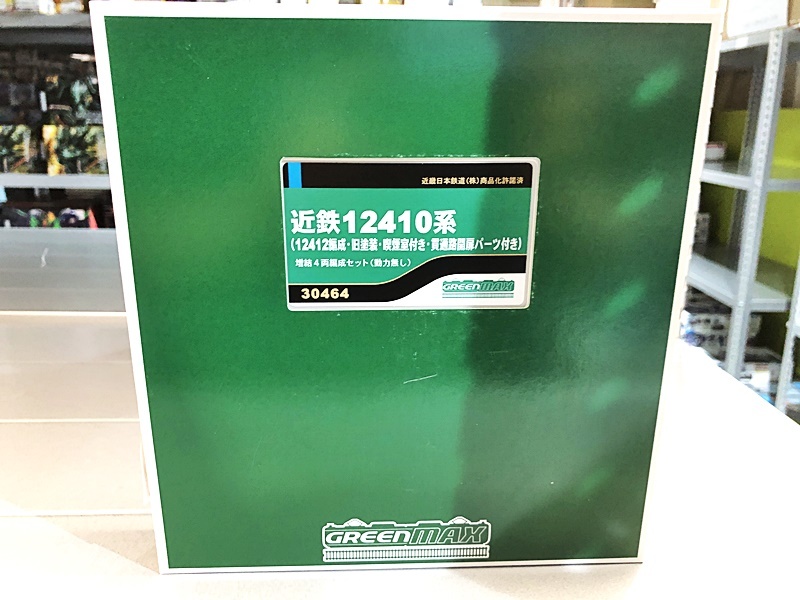 近畿日本鉄道(株)商品化許諾済
近鉄12410系
(12412編成・旧塗装・喫煙室付き・貫通路開扉パーツ付き)
増結4両編成セット(動力無し)
30464
GREENMAX
GREENMAX